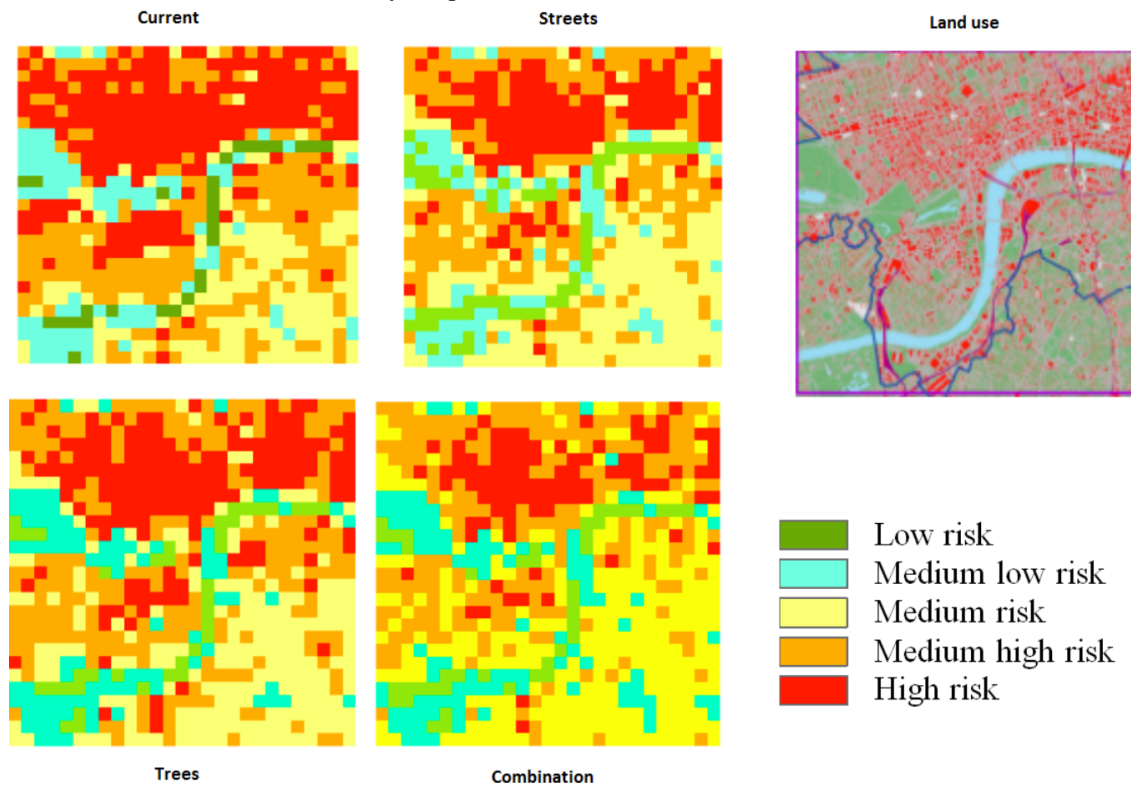 Current
Streets
Land use
Low risk
Medium low risk
Medium risk
Medium high risk
High risk
Trees
Combination